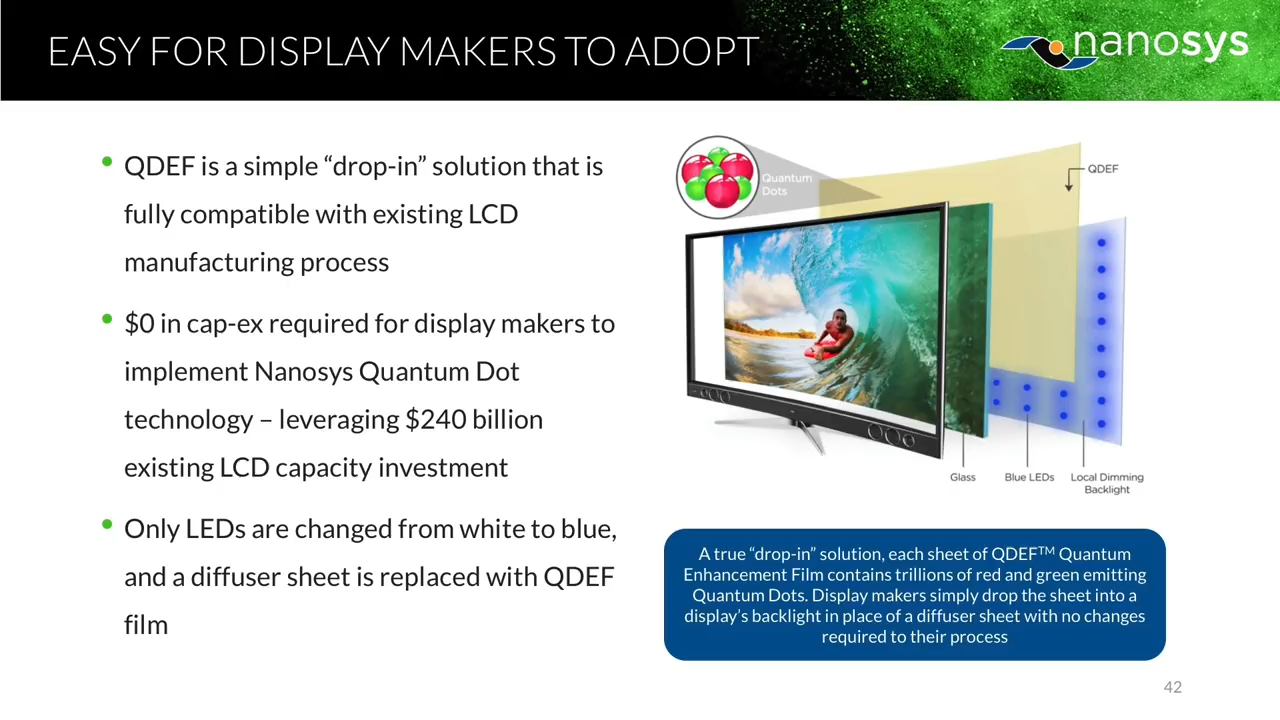 EASY FOR DISPLAY MAKERS TO ADOPT
nanosys
• QDEF is a simple “drop-in” solution that is
fully compatible with existing LCD
manufacturing process
• $0 in cap-ex required for display makers to
implement Nanosys Quantum Dot
technology – leveraging $240 billion
existing LCD capacity investment
• Only LEDs are changed from white to blue,
and a diffuser sheet is replaced with QDEF
film
Quantum
Dots
QDEF
Glass
Blue LEDs
Local Dimming
Backlight
A true “drop-in” solution, each sheet of QDEF™ Quantum
Enhancement Film contains trillions of red and green emitting
Quantum Dots. Display makers simply drop the sheet into a
display’s backlight in place of a diffuser sheet with no changes
required to their process
42